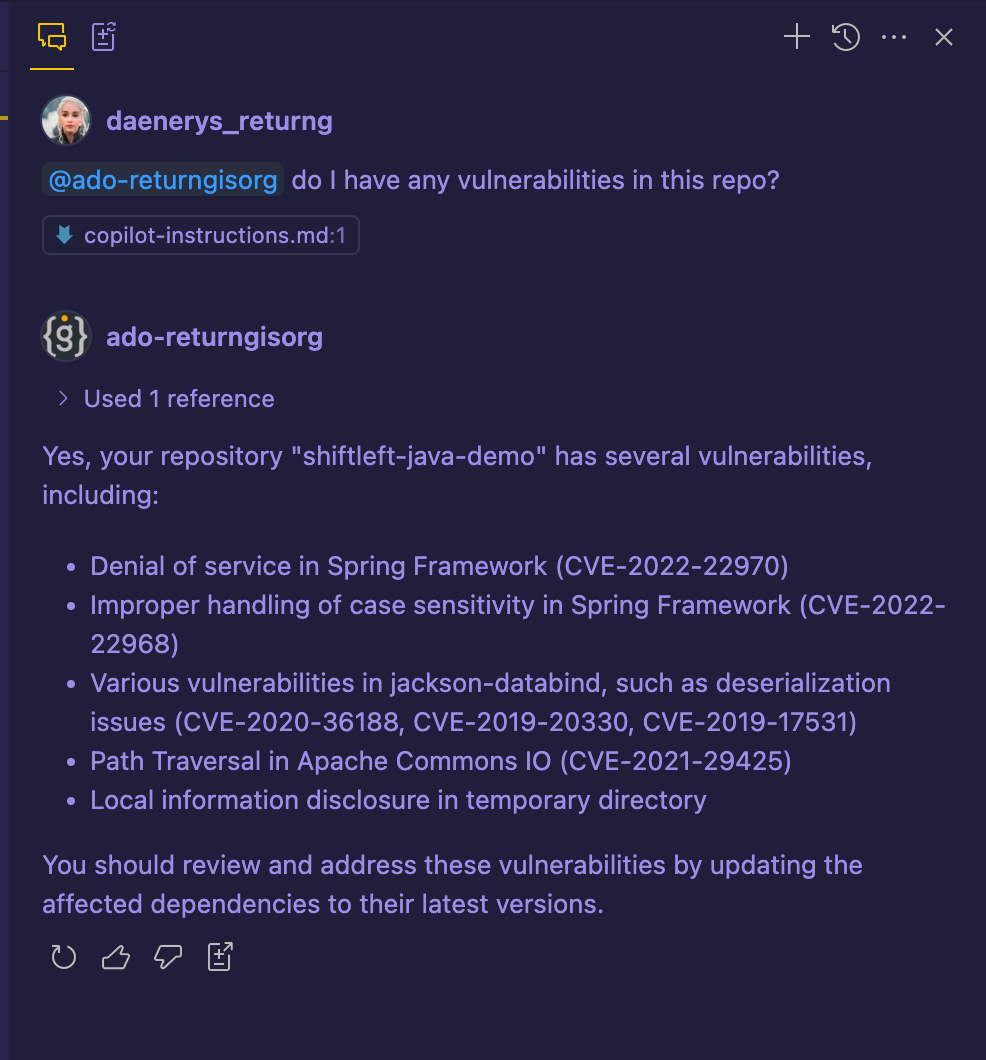 daenerys_returng
@ado-returngisorg do I have any vulnerabilities in this repo?
copilot-instructions.md:1
{g}
ado-returngisorg
Used 1 reference
Yes, your repository "shiftleft-java-demo" has several vulnerabilities,
including:
• Denial of service in Spring Framework (CVE-2022-22970)
• Improper handling of case sensitivity in Spring Framework (CVE-2022-
22968)
• Various vulnerabilities in jackson-databind, such as deserialization
issues (CVE-2020-36188, CVE-2019-20330, CVE-2019-17531)
• Path Traversal in Apache Commons IO (CVE-2021-29425)
• Local information disclosure in temporary directory
You should review and address these vulnerabilities by updating the
affected dependencies to their latest versions.